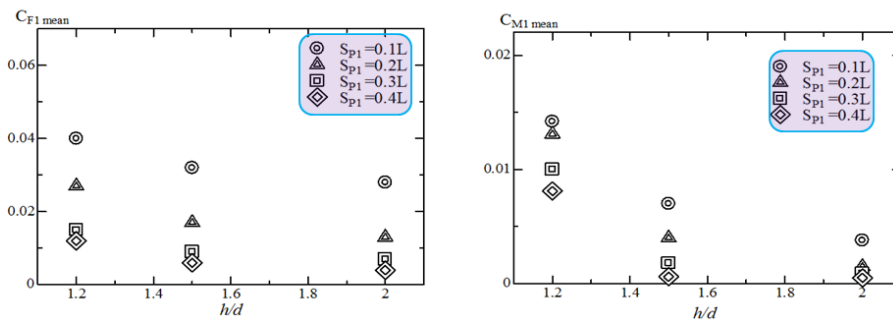 C_F1 mean
0.06
0.04
0.02
0
S_P1=0.1L
S_P1=0.2L
S_P1=0.3L
S_P1=0.4L
1.2 1.4 1.6 1.8 2
h/d
C_M1 mean
0.02
0.01
0
S_P1=0.1L
S_P1=0.2L
S_P1=0.3L
S_P1=0.4L
1.2 1.4 1.6 1.8 2
h/d